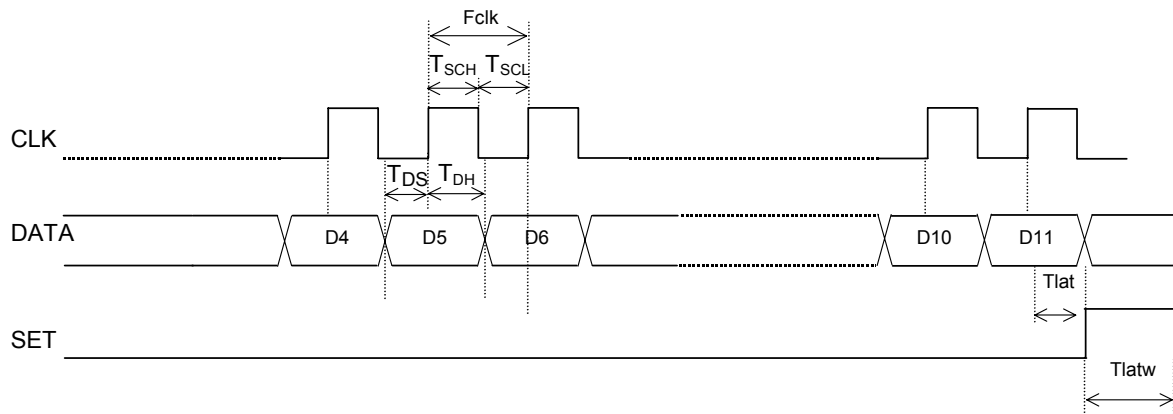 Fclk
TSCH TSCL
CLK
TDS TDH
DATA D4 D5 D6 D10 D11
Tlat
SET
Tlatw